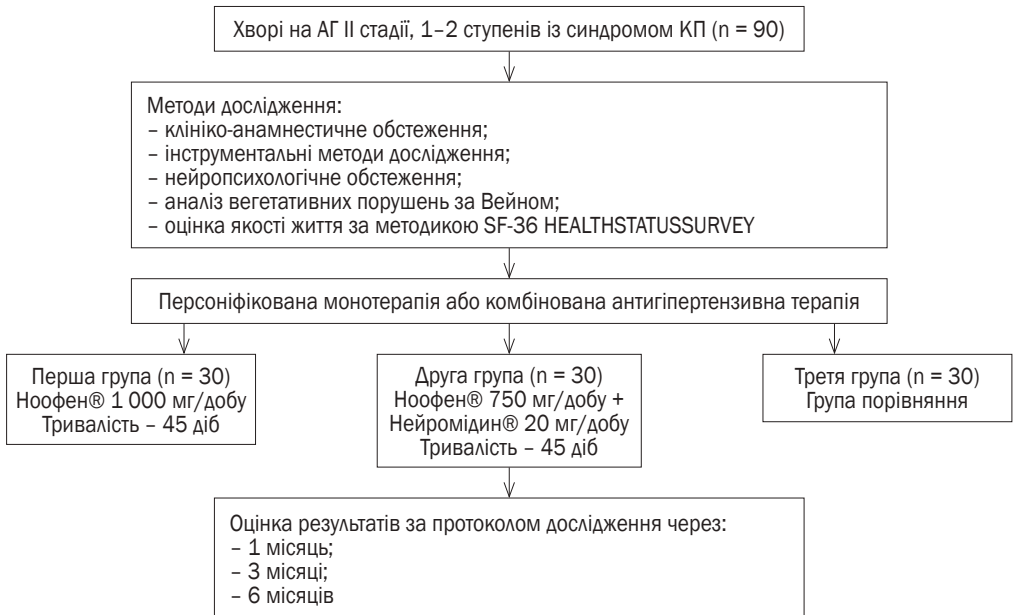 Хворі на АГ II стадії, 1–2 ступенів із синдромом КП (n = 90)
Методи дослідження:
– клініко-анамнестичне обстеження;
– інструментальні методи дослідження;
– нейропсихологічне обстеження;
– аналіз вегетативних порушень за Вейном;
– оцінка якості життя за методикою SF-36 HEALTHSTATUSSURVEY
Персоніфікована монотерапія або комбінована антигіпертензивна терапія
Перша група (n = 30)
Ноофен® 1 000 мг/добу
Тривалість – 45 діб
Друга група (n = 30)
Ноофен® 750 мг/добу +
Нейромідин® 20 мг/добу
Тривалість – 45 діб
Третя група (n = 30)
Група порівняння
Оцінка результатів за протоколом дослідження через:
– 1 місяць;
– 3 місяці;
– 6 місяців